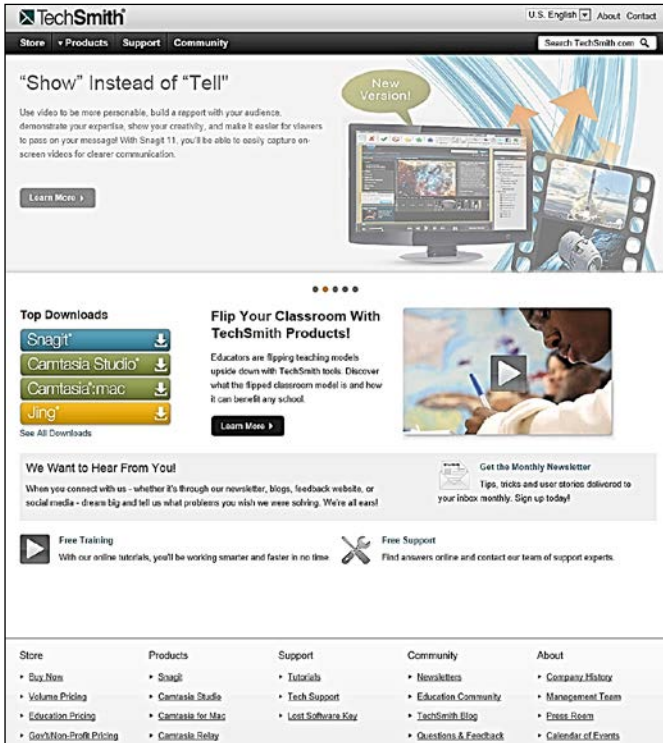 TechSmith®
U.S. English About Contact
Store Products Support Community
Search TechSmith com
"Show" Instead of "Tell"
Use video to be more personable, build a rapport with your audience,
demonstrate your expertise, show your creativity, and make it easier for viewers
to pass on your message! With Snagit 11, you'll be able to easily capture on-
screen videos for clearer communication.
Learn More
New
Version!
Top Downloads
Snagit®
Camtasia Studio®
Camtasia®:mac
Jing®
See All Downloads
Flip Your Classroom With
TechSmith Products!
Educators are flipping teaching models
upside down with TechSmith tools. Discover
what the flipped classroom model is and how
it can benefit any school.
Learn More
We Want to Hear From You!
When you connect with us - whether it's through our newsletter, blogs, feedback website, or
social media - dream big and tell us what problems you wish we were solving. We're all ears!
Get the Monthly Newsletter
Tips, tricks and user stories delivered to
your inbox monthly. Sign up today!
Free Training
With our online tutorials, you'll be working smarter and faster in no time.
Free Support
Find answers online and contact our team of support experts.
Store
Buy Now
Volume Pricing
Education Pricing
Gov't/Non-Profit Pricing
Products
Snagit
Camtasia Studio
Camtasia for Mac
Camtasia Relay
Support
Tutorials
Tech Support
Lost Software Key
Community
Newsletters
Education Community
TechSmith Blog
Questions & Feedback
About
Company History
Management Team
Press Room
Calendar of Events